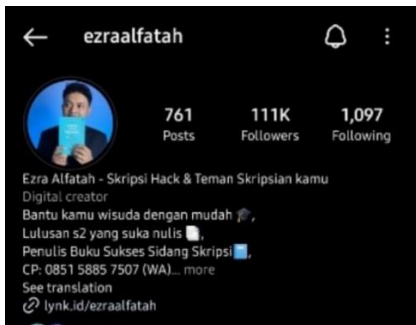 ezraalfatah
761 111K 1,097
Posts Followers Following
Ezra Alfatah - Skripsi Hack & Teman Skripsian kamu
Digital creator
Bantu kamu wisuda dengan mudah 🎓,
Lulusan s2 yang suka nulis 📄,
Penulis Buku Sukses Sidang Skripsi📘,
CP: 0851 5885 7507 (WA)... more
See translation
lynk.id/ezraalfatah